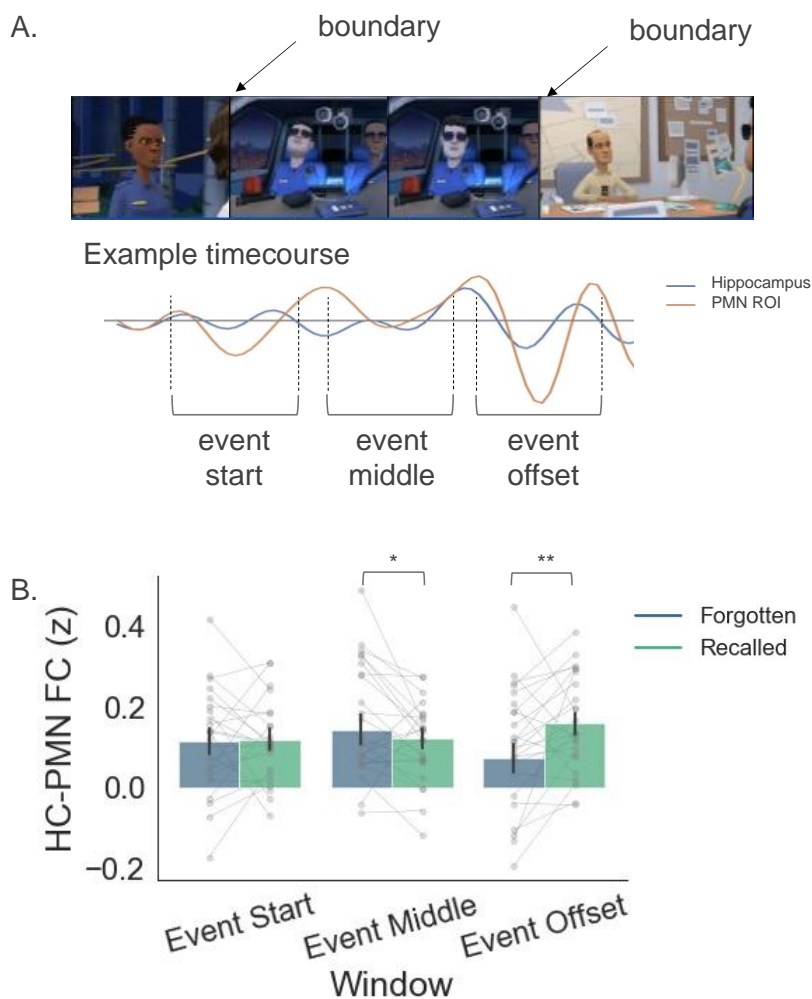 A.
boundary
boundary
Example timecourse
Hippocampus
PMN ROI
event
start
event
middle
event
offset
B.
*
**
HC-PMN FC (z)
0.4
0.2
0.0
−0.2
Forgotten
Recalled
Event Start
Event Middle
Event Offset
Window